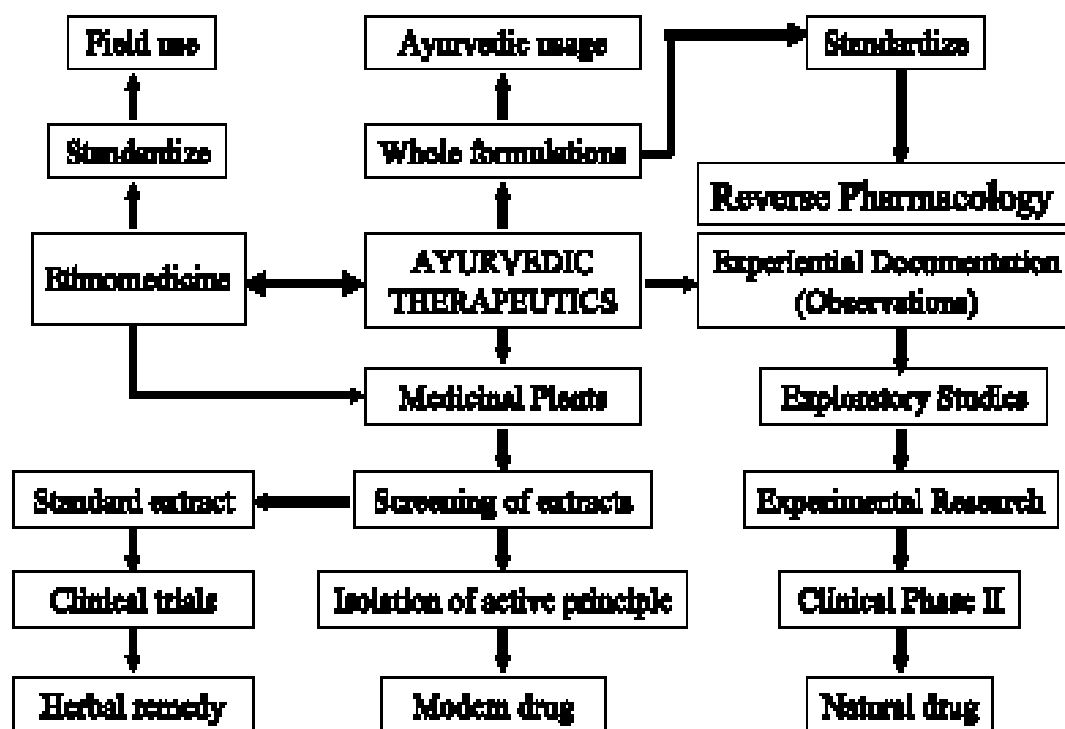 Field use
Ayurvedic usage
Standardize
Standardize
Whole formulations
Reverse Pharmacology
Ethnomedicine
AYURVEDIC
THERAPEUTICS
Experiential Documentation
(Observations)
Medicinal Plants
Exploratory Studies
Standard extract
Screening of extracts
Experimental Research
Clinical trials
Isolation of active principle
Clinical Phase II
Herbal remedy
Modern drug
Natural drug